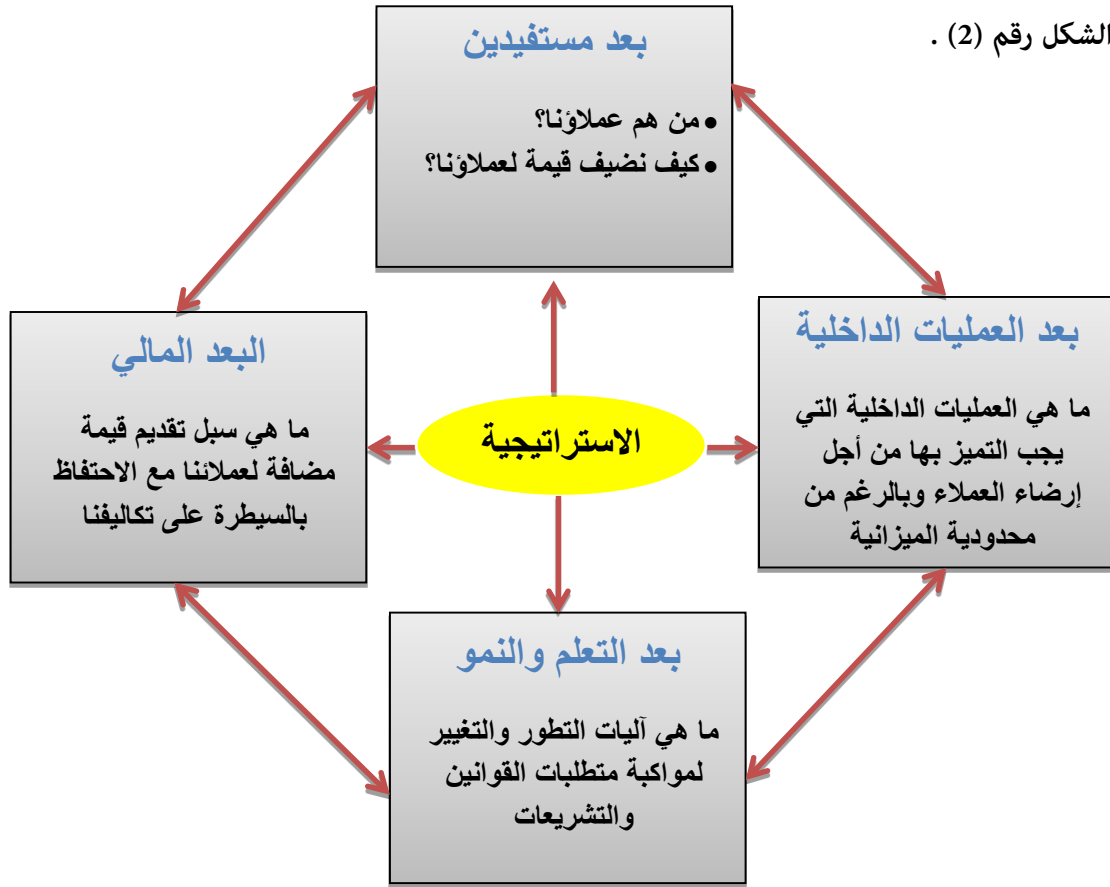 الشكل رقم (2) .
بعد مستفيدين
• من هم عملاؤنا؟
• كيف نضيف قيمة لعملاؤنا؟
بعد العمليات الداخلية
ما هي العمليات الداخلية التي
يجب التميز بها من أجل
إرضاء العملاء وبالرغم من
محدودية الميزانية
الاستراتيجية
البعد المالي
ما هي سبل تقديم قيمة
مضافة لعملائنا مع الاحتفاظ
بالسيطرة على تكاليفنا
بعد التعلم والنمو
ما هي آليات التطور والتغيير
لمواكبة متطلبات القوانين
والتشريعات